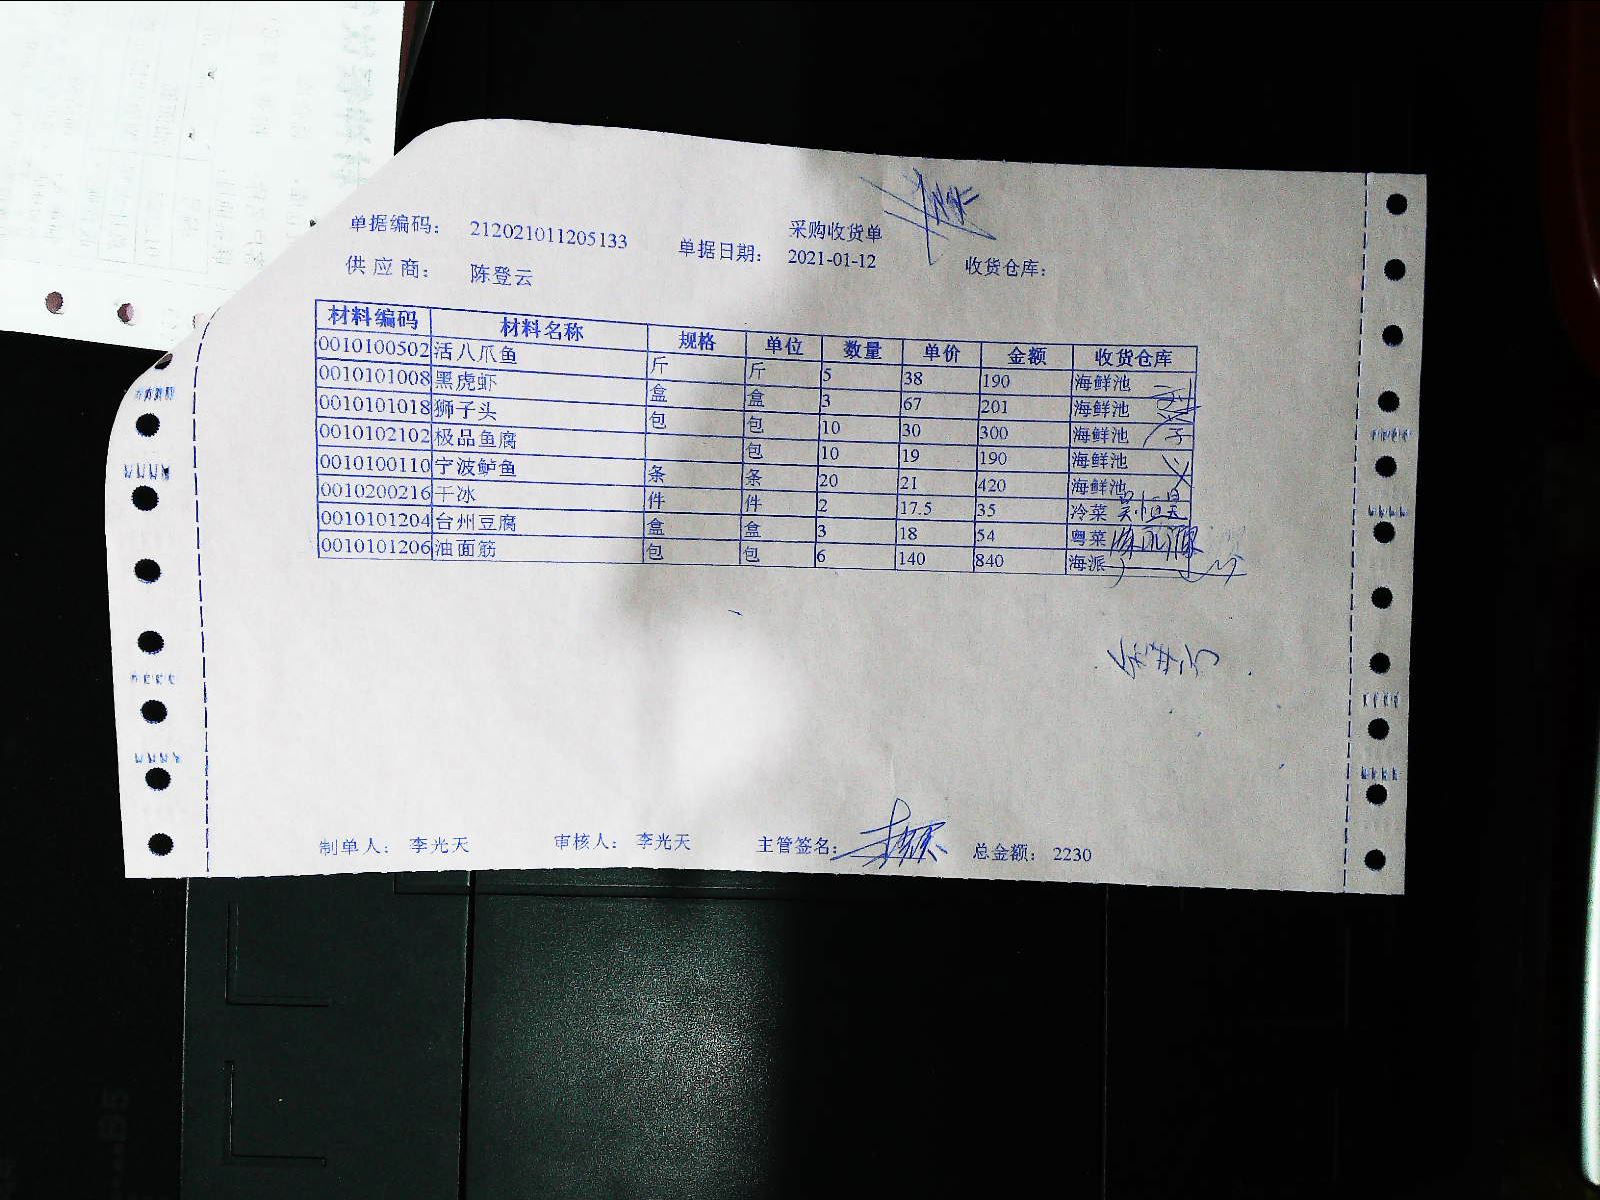 采购收货单
单据编码： 212021011205133 单据日期： 2021-01-12 收货仓库：
供应商： 陈登云
材料编码 材料名称 规格 单位 数量 单价 金额 收货仓库
0010100502 活八爪鱼 斤 斤 5 38 190 海鲜池
0010101008 黑虎虾 盒 盒 3 67 201 海鲜池
0010101018 狮子头 包 包 10 30 300 海鲜池
0010102102 极品鱼腐 包 10 19 190 海鲜池
0010100110 宁波鲈鱼 条 条 20 21 420 海鲜池
0010200216 干冰 件 件 2 17.5 35 冷菜
0010101204 台州豆腐 盒 盒 3 18 54 粤菜
0010101206 油面筋 包 包 6 140 840 海派
制单人： 李光天 审核人： 李光天 主管签名： 总金额： 2230